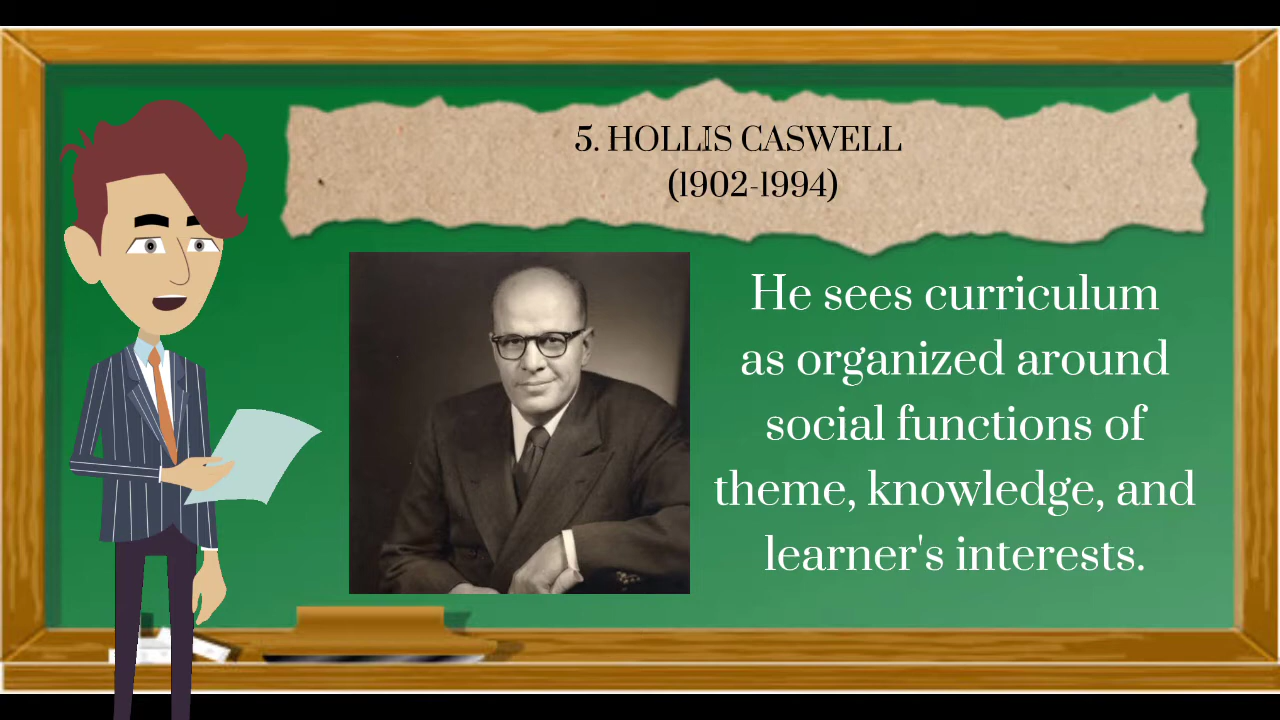 5. HOLLIS CASWELL
(1902-1994)
He sees curriculum
as organized around
social functions of
theme, knowledge, and
learner's interests.